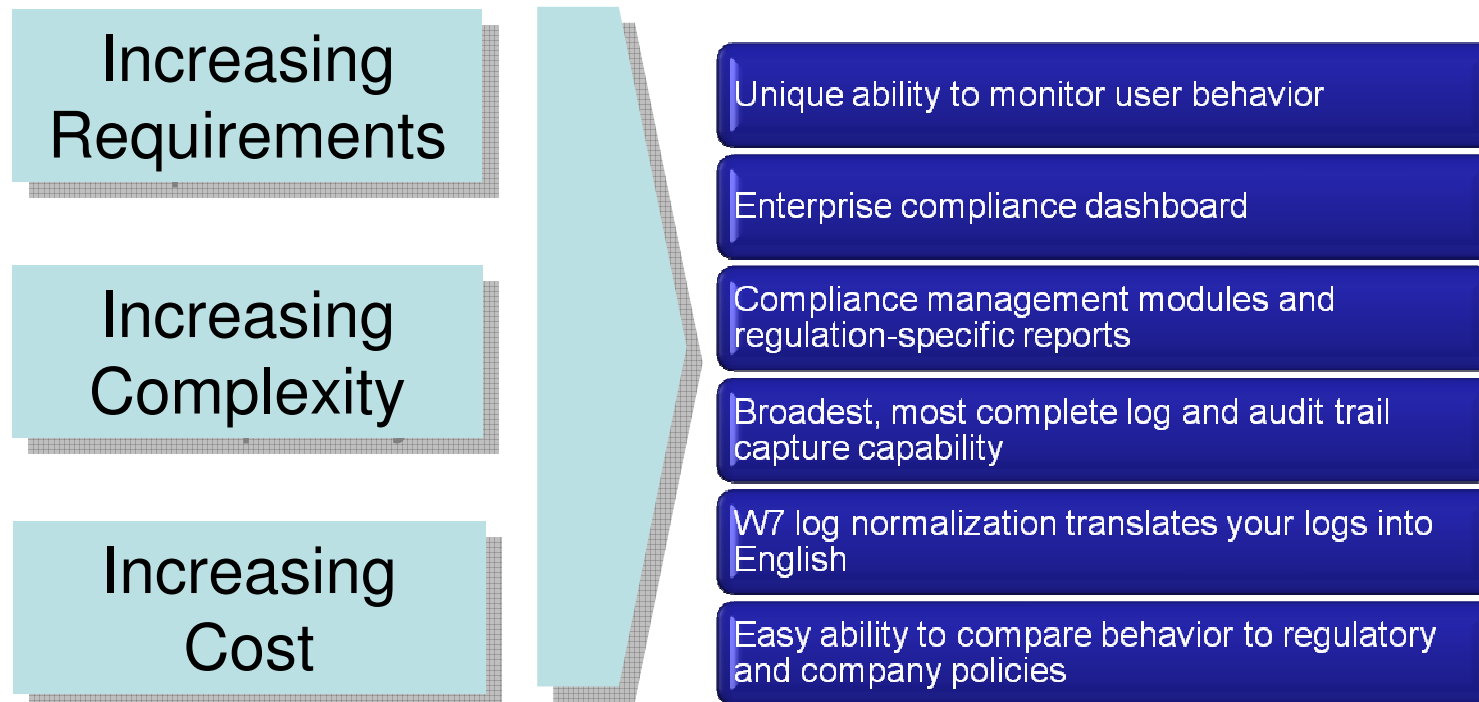 Increasing
Requirements
Increasing
Complexity
Increasing
Cost
Unique ability to monitor user behavior
Enterprise compliance dashboard
Compliance management modules and
regulation-specific reports
Broadest, most complete log and audit trail
capture capability
W7 log normalization translates your logs into
English
Easy ability to compare behavior to regulatory
and company policies